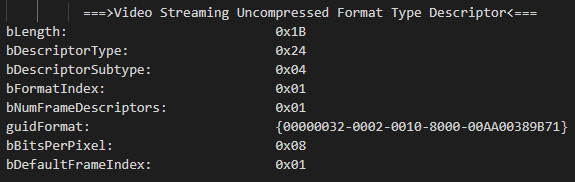 ===>Video Streaming Uncompressed Format Type Descriptor<===
bLength: 0x1B
bDescriptorType: 0x24
bDescriptorSubtype: 0x04
bFormatIndex: 0x01
bNumFrameDescriptors: 0x01
guidFormat: {00000032-0002-0010-8000-00AA00389B71}
bBitsPerPixel: 0x08
bDefaultFrameIndex: 0x01